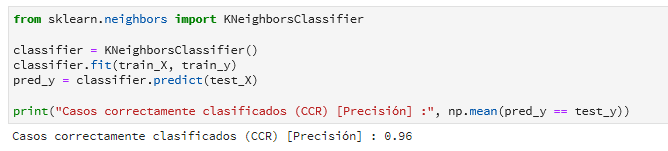 from sklearn.neighbors import KNeighborsClassifier
classifier = KNeighborsClassifier()
classifier.fit(train_X, train_y)
pred_y = classifier.predict(test_X)
print("Casos correctamente clasificados (CCR) [Precisión] :", np.mean(pred_y == test_y))
Casos correctamente clasificados (CCR) [Precisión] : 0.96